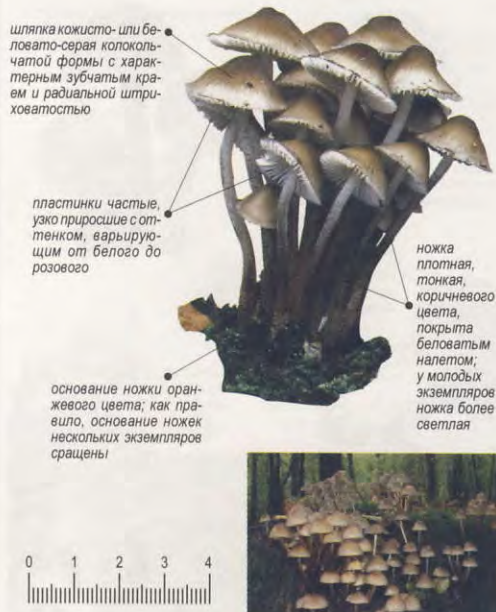 шляпка кожисто- или бе-
ловато-серая колоколь-
чатой формы с харак-
терным зубчатым кра-
ем и радиальной штри-
ховатостью
пластинки частые,
узко приросшие с от-
тенком, варьирую-
щим от белого до
розового
ножка
плотная,
тонкая,
коричневого
цвета,
покрыта
беловатым
налетом;
у молодых
экземпляров
ножка более
светлая
основание ножки оран-
жевого цвета; как пра-
вило, основание ножек
нескольких экземпляров
сращены
0 1 2 3 4